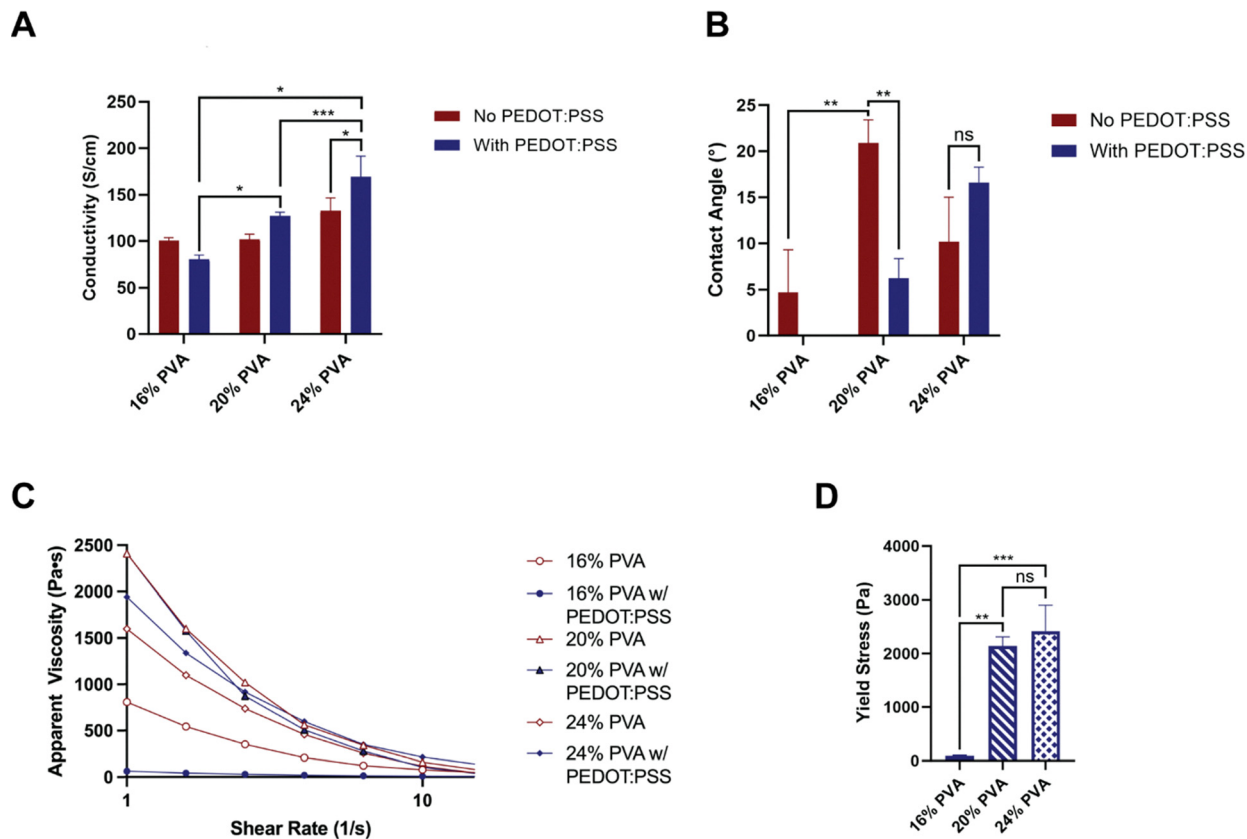 A
250
200
150
100
50
0
Conductivity (S/cm)
*
***
*
*
16% PVA
20% PVA
24% PVA
No PEDOT:PSS
With PEDOT:PSS
B
25
20
15
10
5
0
Contact Angle (°)
**
**
ns
16% PVA
20% PVA
24% PVA
No PEDOT:PSS
With PEDOT:PSS
C
2500
2000
1500
1000
500
0
Apparent Viscosity (Pa•s)
1
10
Shear Rate (1/s)
16% PVA
16% PVA w/
PEDOT:PSS
20% PVA
20% PVA w/
PEDOT:PSS
24% PVA
24% PVA w/
PEDOT:PSS
D
4000
3000
2000
1000
0
Yield Stress (Pa)
***
ns
**
16% PVA
20% PVA
24% PVA